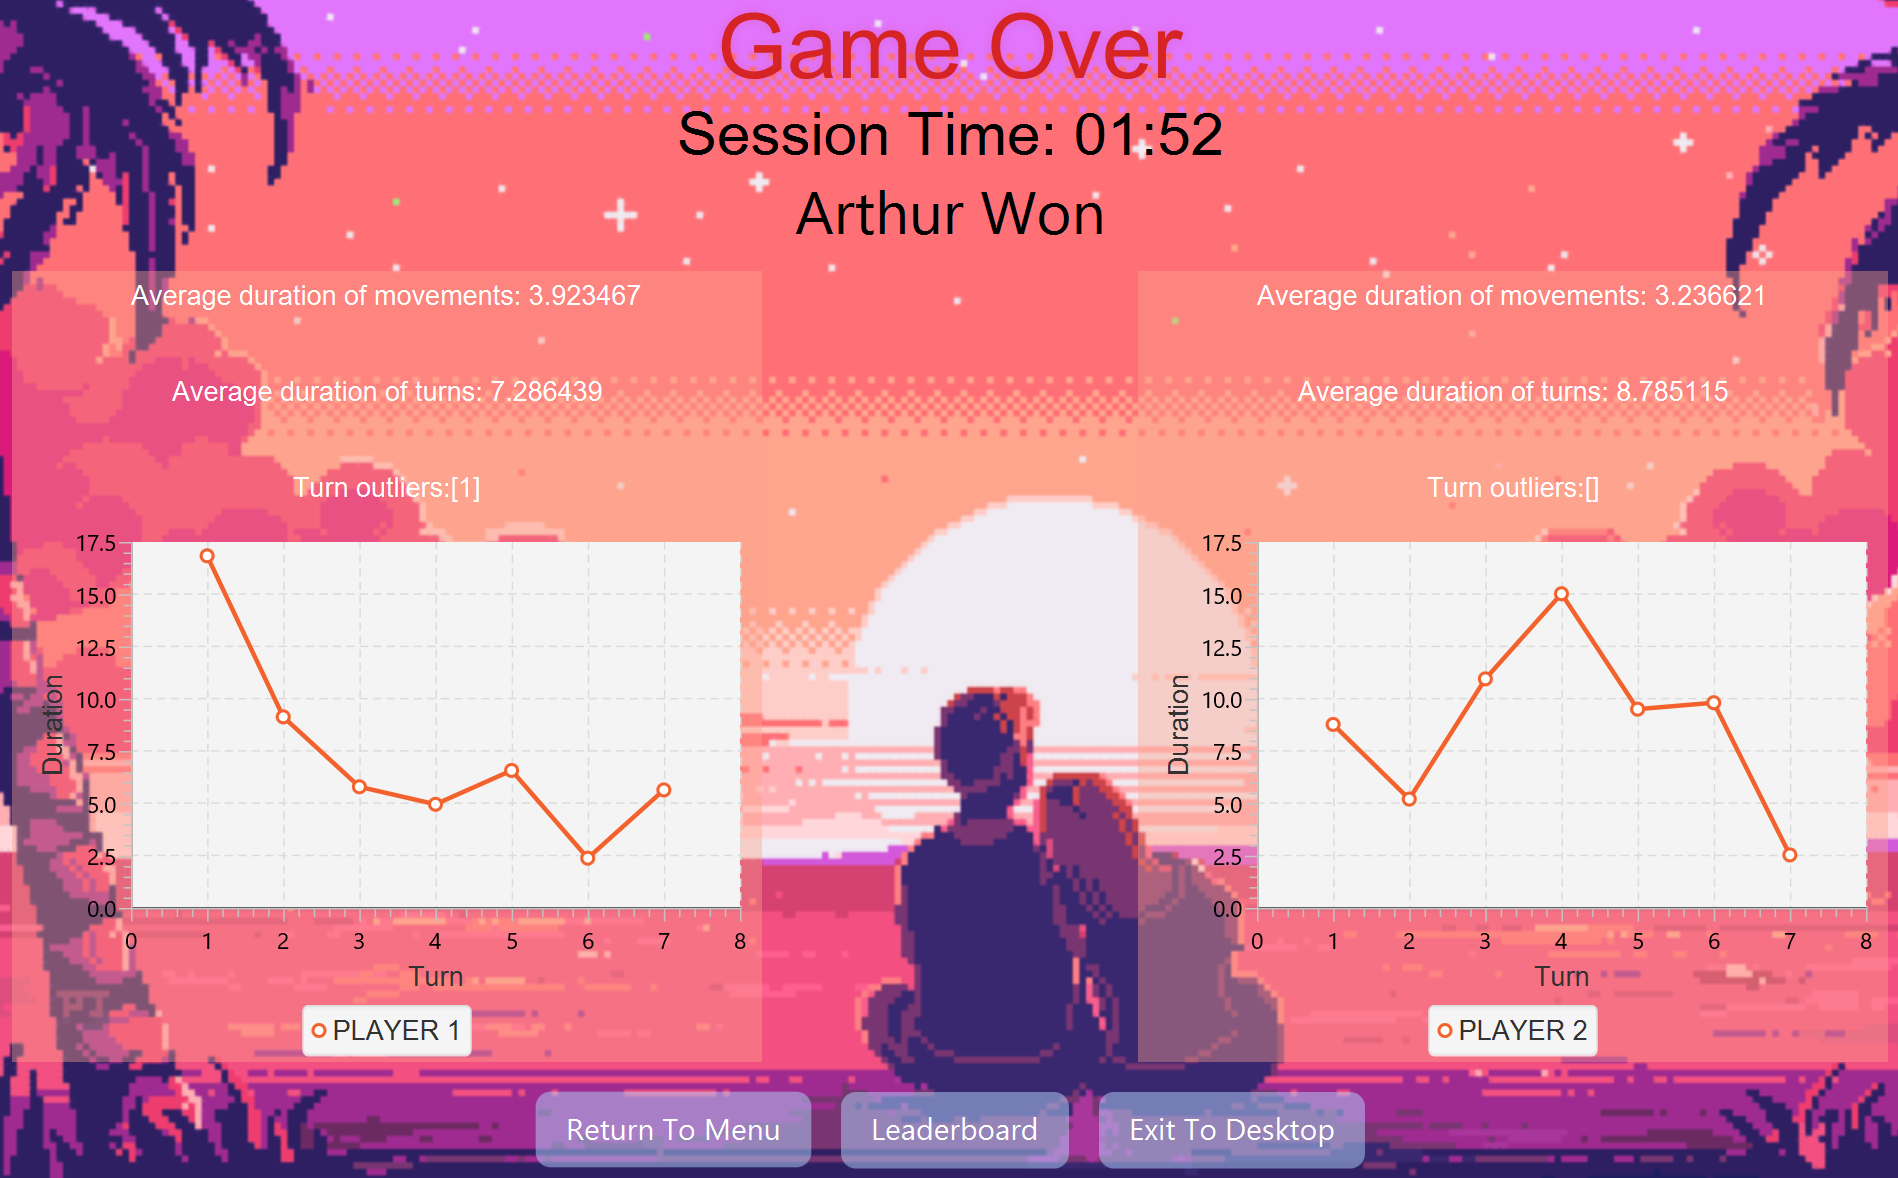 Game Over
Session Time: 01:52
Arthur Won
Average duration of movements: 3.923467
Average duration of turns: 7.286439
Turn outliers:[1]
17.5
15.0
12.5
10.0
7.5
5.0
2.5
0.0
Duration
0 1 2 3 4 5 6 7 8
Turn
PLAYER 1
Average duration of movements: 3.236621
Average duration of turns: 8.785115
Turn outliers:[]
17.5
15.0
12.5
10.0
7.5
5.0
2.5
0.0
Duration
0 1 2 3 4 5 6 7 8
Turn
PLAYER 2
Return To Menu
Leaderboard
Exit To Desktop